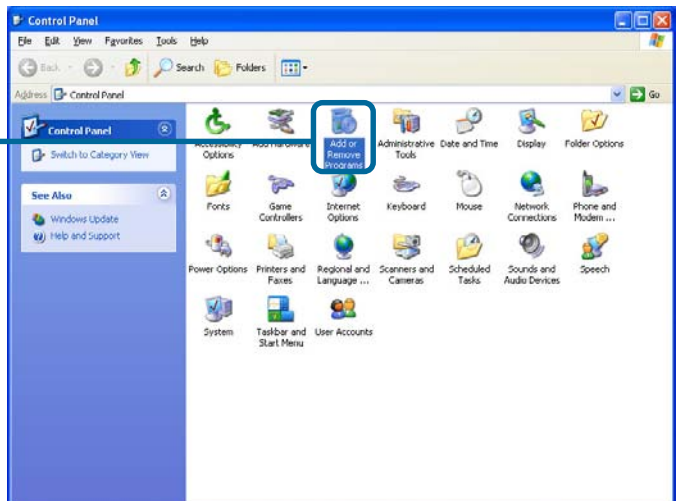 Control Panel
File Edit View Favorites Tools Help
Back Search Folders
Address Control Panel Go
Control Panel
Switch to Category View
See Also
Windows Update
Help and Support
Accessibility Options
Add Hardware
Add or Remove Programs
Administrative Tools
Date and Time
Display
Folder Options
Fonts
Game Controllers
Internet Options
Keyboard
Mouse
Network Connections
Phone and Modem ...
Power Options
Printers and Faxes
Regional and Language ...
Scanners and Cameras
Scheduled Tasks
Sounds and Audio Devices
Speech
System
Taskbar and Start Menu
User Accounts